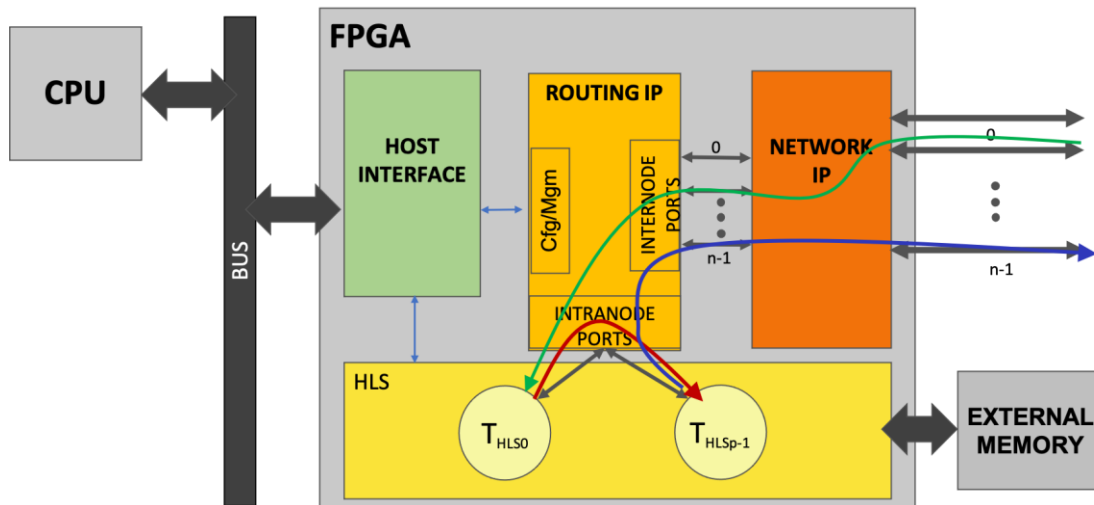 FPGA
CPU
BUS
HOST
INTERFACE
ROUTING IP
Cfg/Mgm
INTERNODE
PORTS
0
n-1
NETWORK
IP
0
n-1
INTRANODE
PORTS
HLS
THLS0
THLSp-1
EXTERNAL
MEMORY